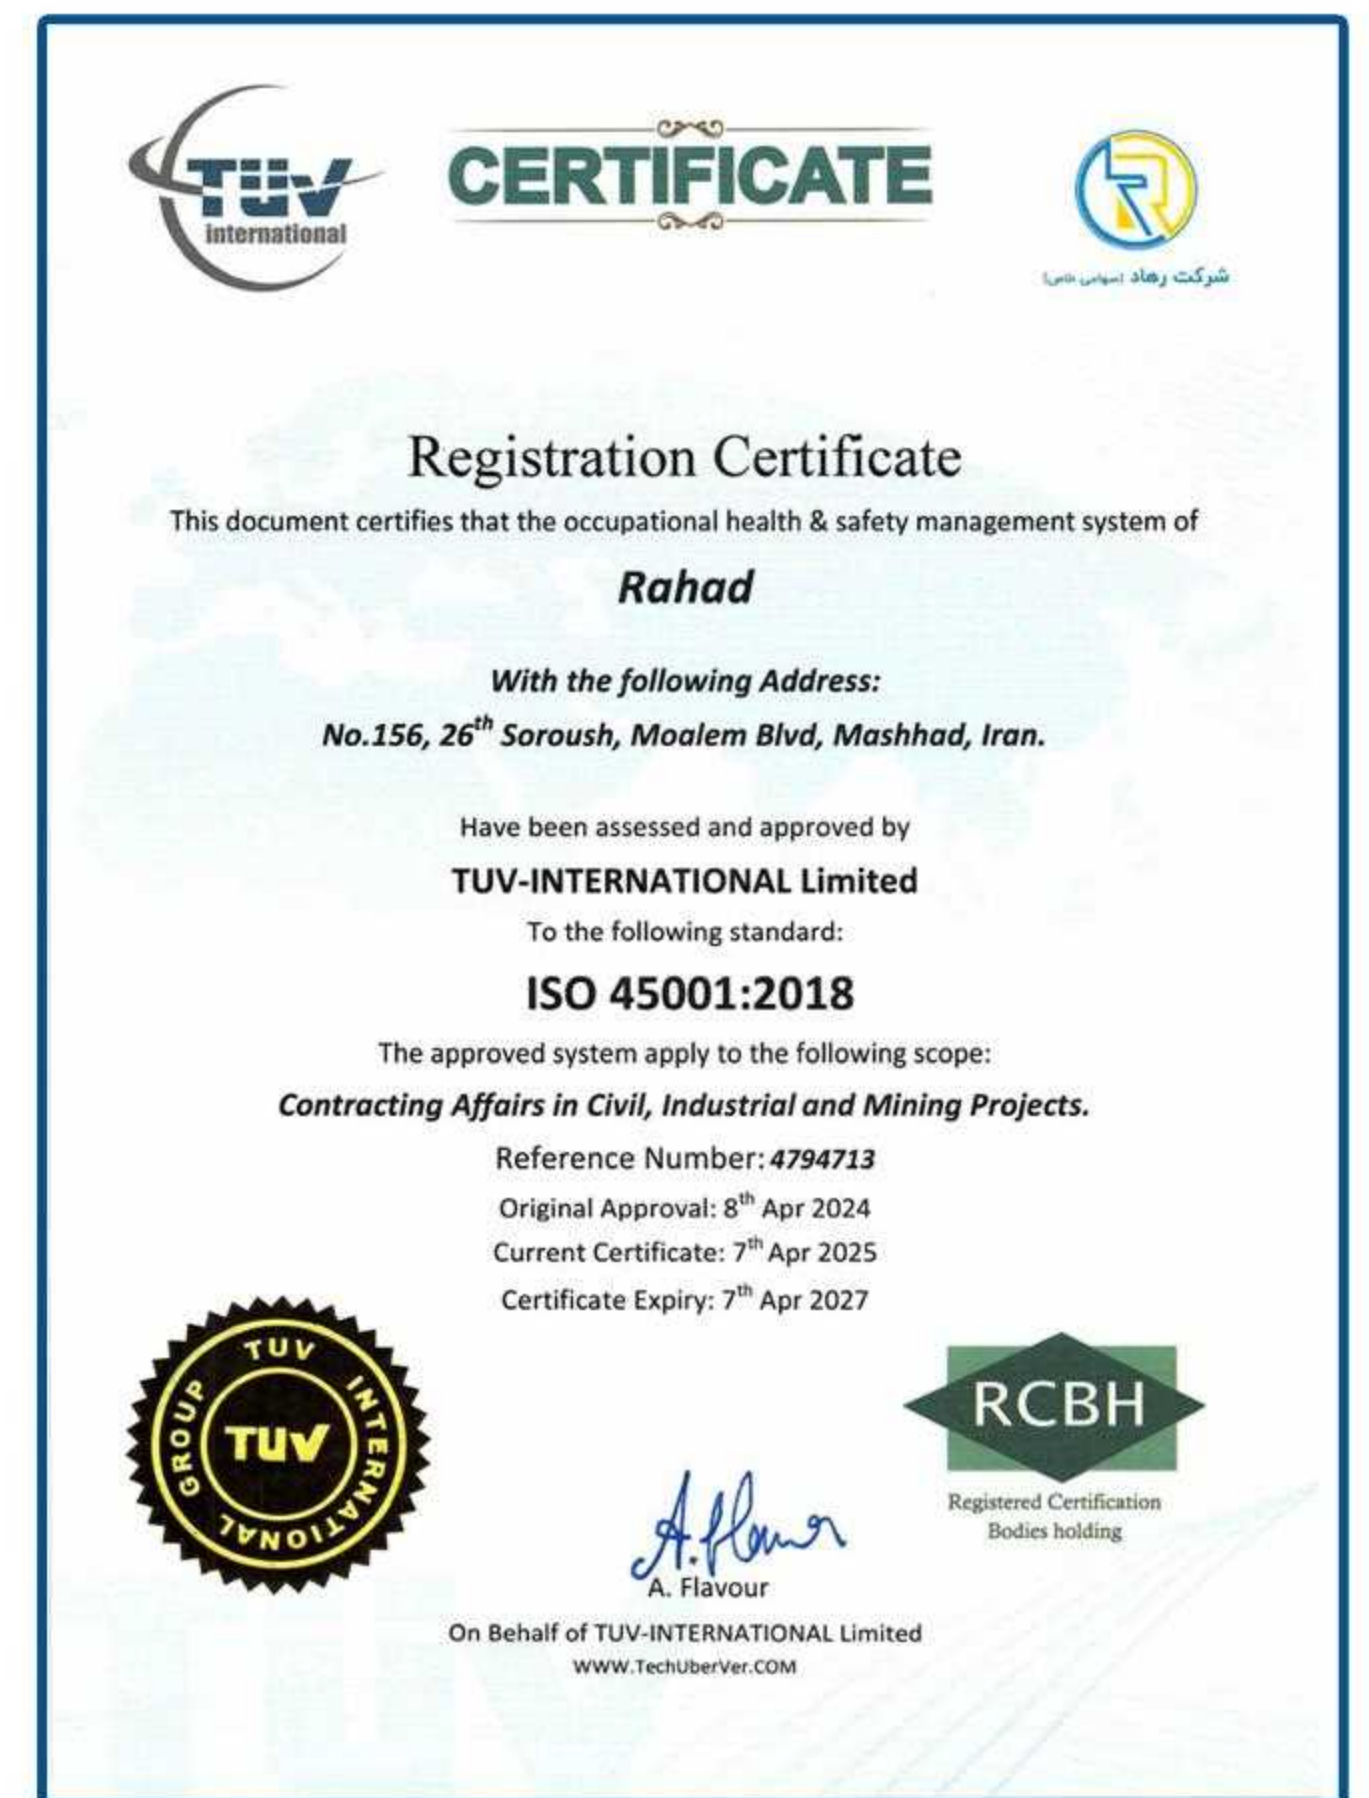 TÜV
international
CERTIFICATE
شرکت رهاد (سهامی خاص)
Registration Certificate
This document certifies that the occupational health & safety management system of
Rahad
With the following Address:
No.156, 26th Soroush, Moalem Blvd, Mashhad, Iran.
Have been assessed and approved by
TUV-INTERNATIONAL Limited
To the following standard:
ISO 45001:2018
The approved system apply to the following scope:
Contracting Affairs in Civil, Industrial and Mining Projects.
Reference Number: 4794713
Original Approval: 8th Apr 2024
Current Certificate: 7th Apr 2025
Certificate Expiry: 7th Apr 2027
TUV INTERNATIONAL GROUP
TUV
RCBH
Registered Certification
Bodies holding
A. Flavour
A. Flavour
On Behalf of TUV-INTERNATIONAL Limited
WWW.TechUberVer.COM